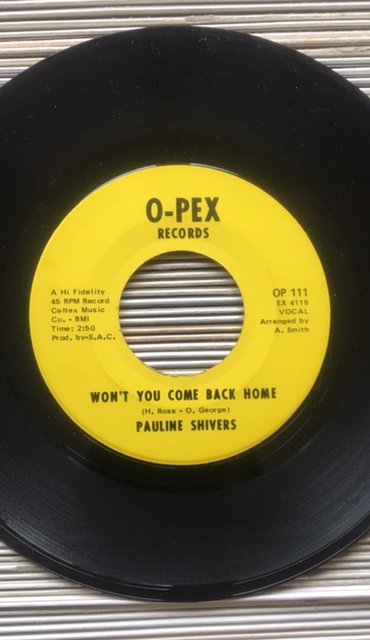 O-PEX
RECORDS
A Hi Fidelity
45 RPM Record
Celtex Music
Co. - BMI
Time: 2:50
Prod. by-S.A.C.
OP 111
EX 4115
VOCAL
Arranged by
A. Smith
WON'T YOU COME BACK HOME
(H. Ross - O. George)
PAULINE SHIVERS